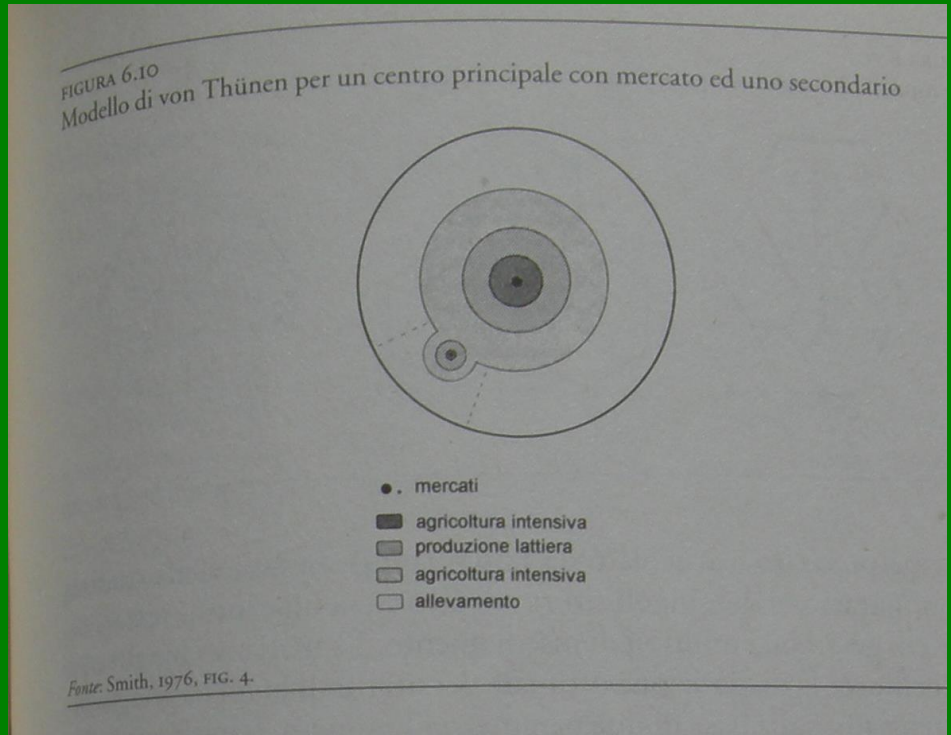 FIGURA 6.10
Modello di von Thünen per un centro principale con mercato ed uno secondario
mercati
agricoltura intensiva
produzione lattiera
agricoltura intensiva
allevamento
Fonte: Smith, 1976, FIG. 4.